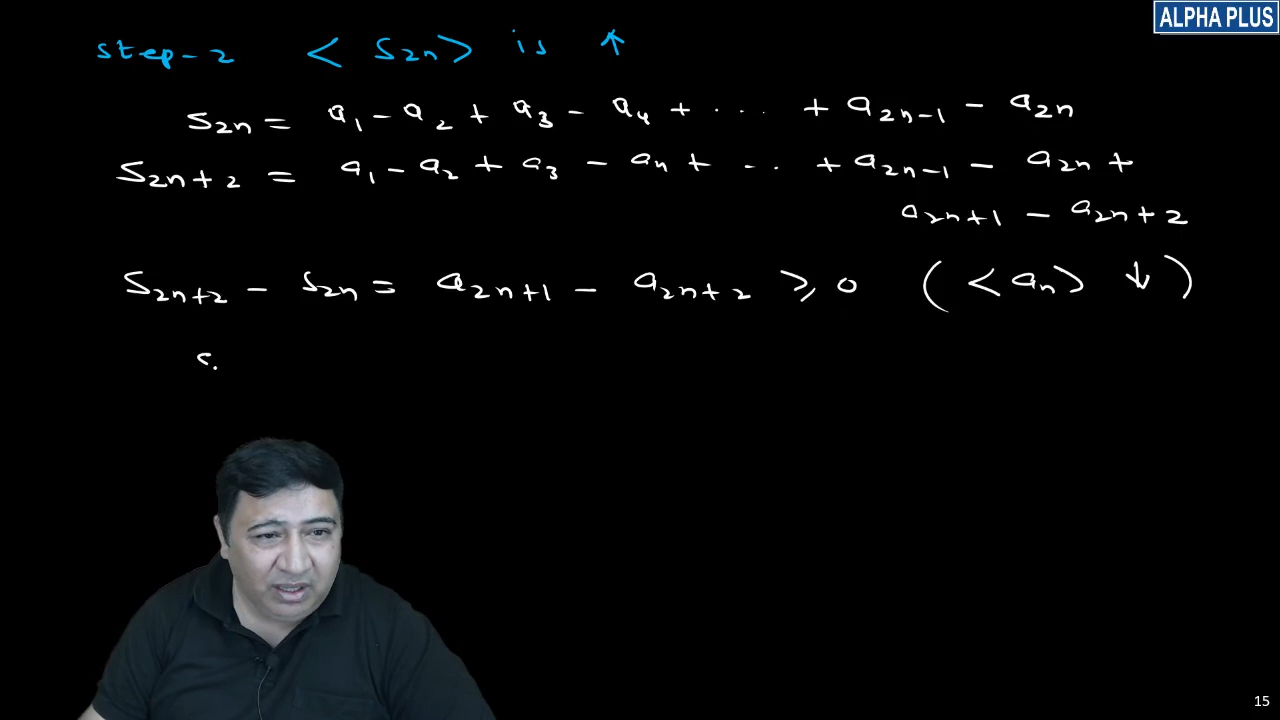 ALPHA PLUS
step-2 < S2n > is ↑
S2n = a1 - a2 + a3 - a4 + ... + a2n-1 - a2n
S2n+2 = a1 - a2 + a3 - an + ... + a2n-1 - a2n +
a2n+1 - a2n+2
S2n+2 - S2n = a2n+1 - a2n+2 ⩾ 0 (<an> ↓)
S
15